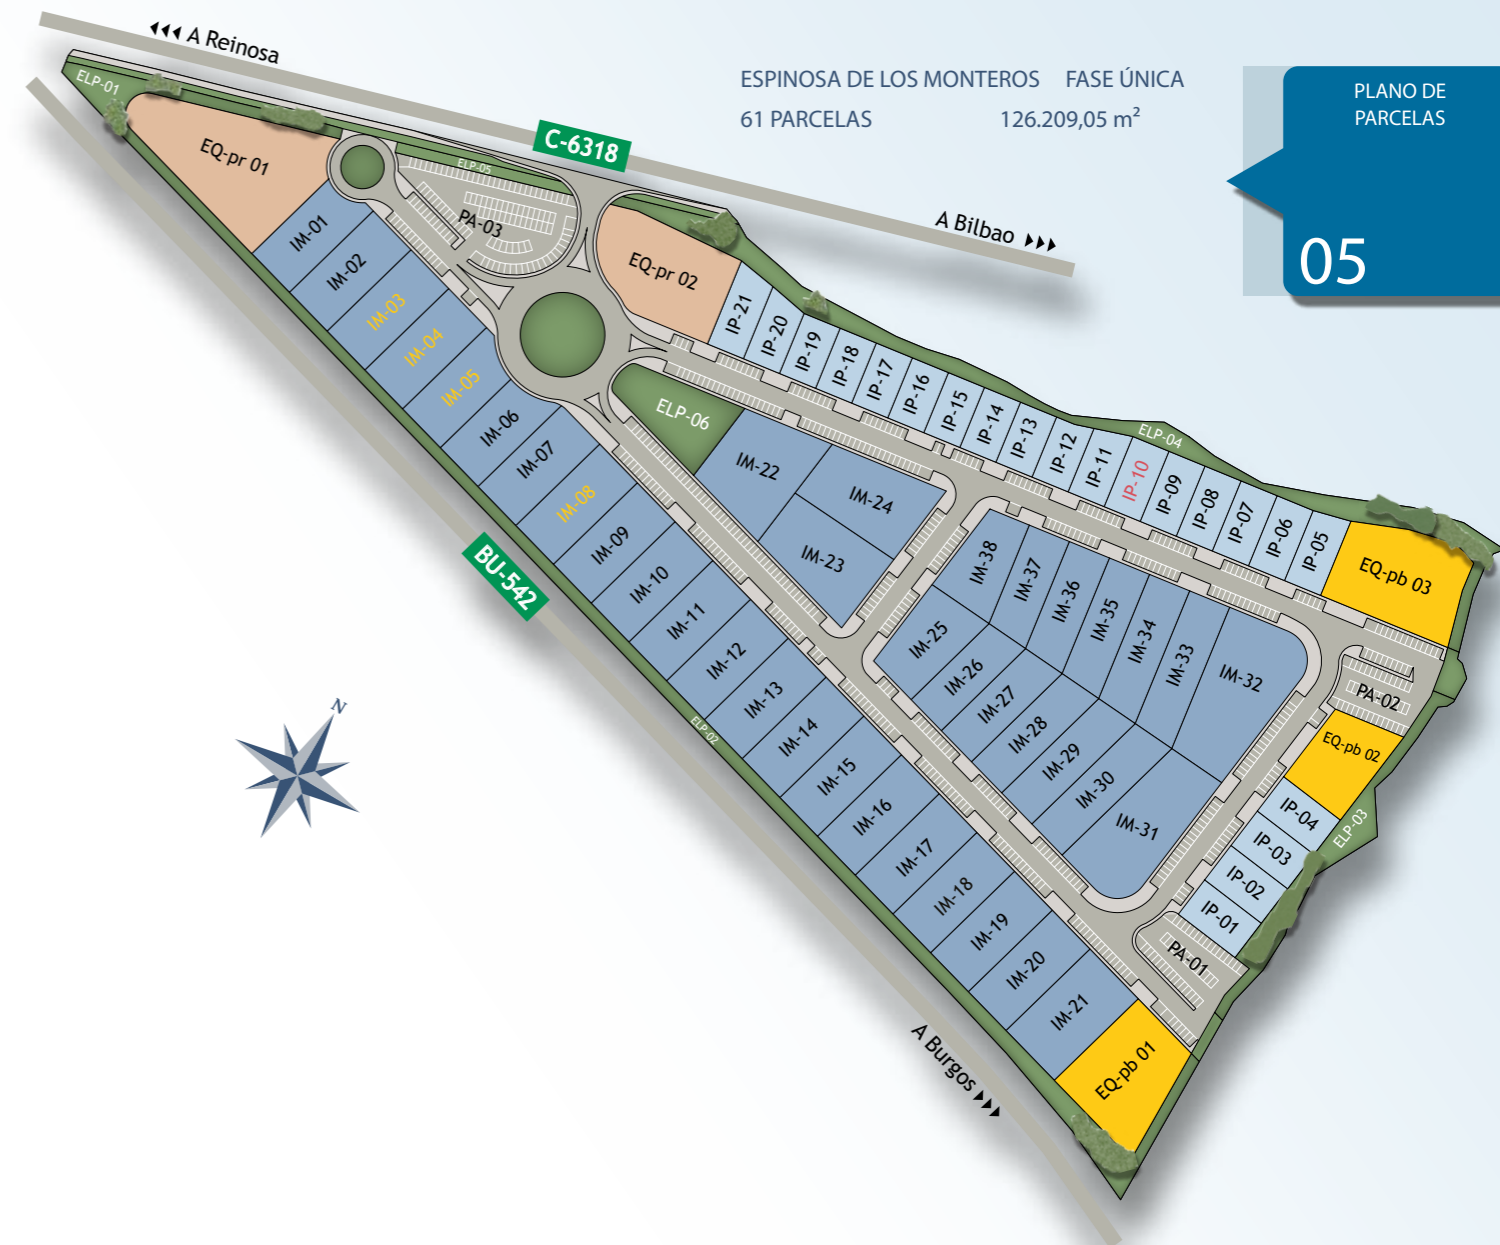 A Reinosa
ESPINOSA DE LOS MONTEROS FASE ÚNICA
61 PARCELAS 126.209,05 m²
PLANO DE
PARCELAS
05
C-6318
A Bilbao
ELP-01
EQ-pr 01
ELP-05
PA-03
EQ-pr 02
IM-01
IM-02
IM-03
IM-04
IM-05
IM-06
IM-07
IM-08
IM-09
IM-10
IM-11
IM-12
IM-13
IM-14
IM-15
IM-16
IM-17
IM-18
IM-19
IM-20
IM-21
EQ-pb 01
IP-21
IP-20
IP-19
IP-18
IP-17
IP-16
IP-15
IP-14
IP-13
IP-12
IP-11
IP-10
IP-09
IP-08
IP-07
IP-06
IP-05
ELP-04
EQ-pb 03
ELP-06
IM-22
IM-24
IM-23
IM-38
IM-37
IM-36
IM-35
IM-34
IM-33
IM-32
IM-25
IM-26
IM-27
IM-28
IM-29
IM-30
IM-31
PA-02
EQ-pb 02
IP-04
IP-03
IP-02
IP-01
ELP-03
PA-01
BU-542
ELP-02
N
A Burgos